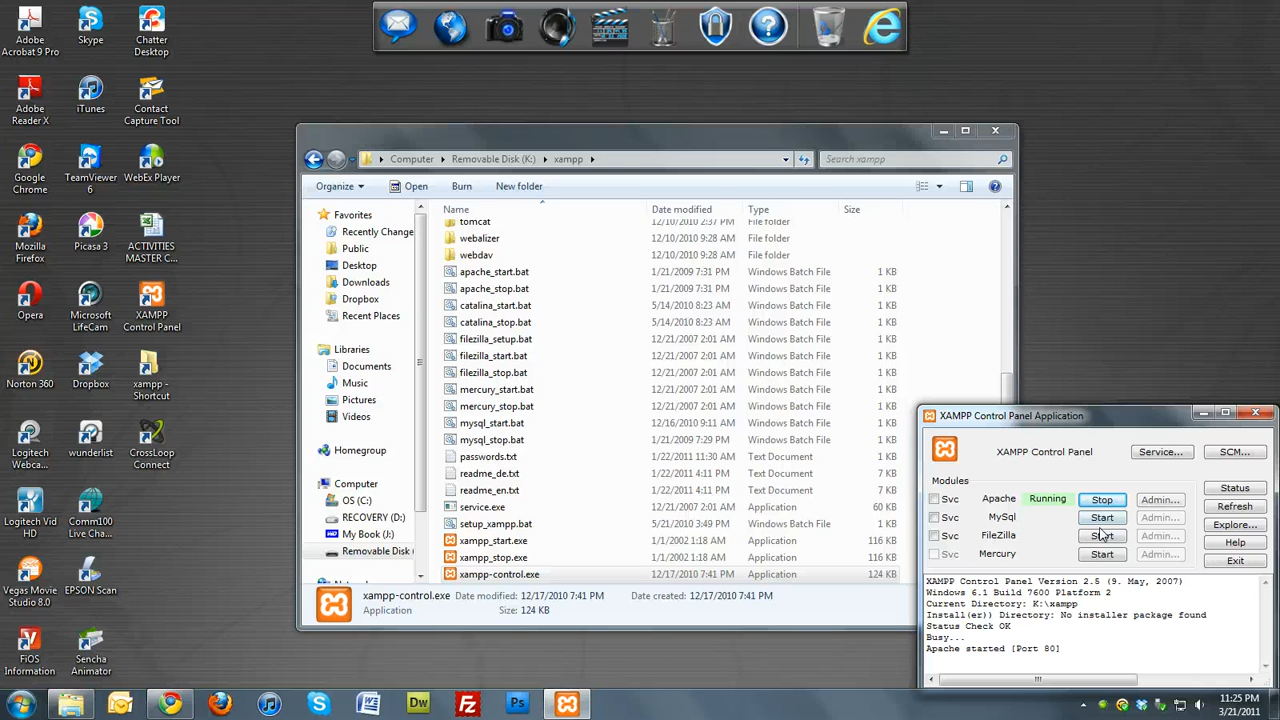 Adobe
Acrobat 9 Pro
Skype
Chatter
Desktop
Adobe
Reader X
iTunes
Contact
Capture Tool
Google
Chrome
TeamViewer
6
WebEx Player
Mozilla
Firefox
Picasa 3
ACTIVITIES
MASTER C...
Opera
Microsoft
LifeCam
XAMPP
Control Panel
Norton 360
Dropbox
xampp -
Shortcut
Logitech
Webca...
wunderlist
CrossLoop
Connect
Logitech Vid
HD
Comm100
Vegas Movie
Studio 8.0
EPSON Scan
FiOS
Information
Sencha
Animator
Computer
Removable Disk (K:)
xampp
Search xampp
Organize
Open
Burn
New folder
Name Date modified Type Size
Favorites
Recently Change
Public
Desktop
Downloads
Dropbox
Recent Places
Libraries
Documents
Music
Pictures
Videos
Homegroup
Computer
OS (C:)
RECOVERY (D:)
My Book (J:)
Removable Disk
tomcat 12/10/2010 2:37 PM File folder
webalizer 12/10/2010 9:28 AM File folder
webdav 12/10/2010 9:28 AM File folder
apache_start.bat 1/21/2009 7:31 PM Windows Batch File 1 KB
apache_stop.bat 1/21/2009 7:31 PM Windows Batch File 1 KB
catalina_start.bat 5/14/2010 8:23 AM Windows Batch File 1 KB
catalina_stop.bat 5/14/2010 8:23 AM Windows Batch File 1 KB
filezilla_setup.bat 12/21/2007 2:01 AM Windows Batch File 1 KB
filezilla_start.bat 12/21/2007 2:01 AM Windows Batch File 1 KB
filezilla_stop.bat 12/21/2007 2:01 AM Windows Batch File 1 KB
mercury_start.bat 12/21/2007 2:01 AM Windows Batch File 1 KB
mercury_stop.bat 12/21/2007 2:01 AM Windows Batch File 1 KB
mysql_start.bat 12/16/2010 9:11 AM Windows Batch File 1 KB
mysql_stop.bat 1/21/2009 7:29 PM Windows Batch File 1 KB
passwords.txt 1/22/2011 11:30 AM Text Document 1 KB
readme_de.txt 1/22/2011 4:11 PM Text Document 7 KB
readme_en.txt 1/22/2011 4:11 PM Text Document 7 KB
service.exe 12/21/2007 2:01 AM Application 60 KB
setup_xampp.bat 5/21/2010 3:49 PM Windows Batch File 1 KB
xampp_start.exe 1/1/2002 1:18 AM Application 116 KB
xampp_stop.exe 1/1/2002 1:18 AM Application 116 KB
xampp-control.exe 12/17/2010 7:41 PM Application 124 KB
xampp-control.exe Date modified: 12/17/2010 7:41 PM Date created: 12/17/2010 7:41 PM
Application Size: 124 KB
XAMPP Control Panel Application
XAMPP Control Panel
Service...
SCM...
Modules
Svc Apache Running Stop Admin...
Svc MySql Start Admin...
Svc FileZilla Start Admin...
Svc Mercury Start Admin...
Status
Refresh
Explore...
Help
Exit
XAMPP Control Panel Version 2.5 (9. May, 2007)
Windows 6.1 Build 7600 Platform 2
Current Directory: K:\xampp
Install(er)) Directory: No installer package found
Status Check OK
Busy...
Apache started [Port 80]
Dw
Fz
Ps
11:25 PM
3/21/2011